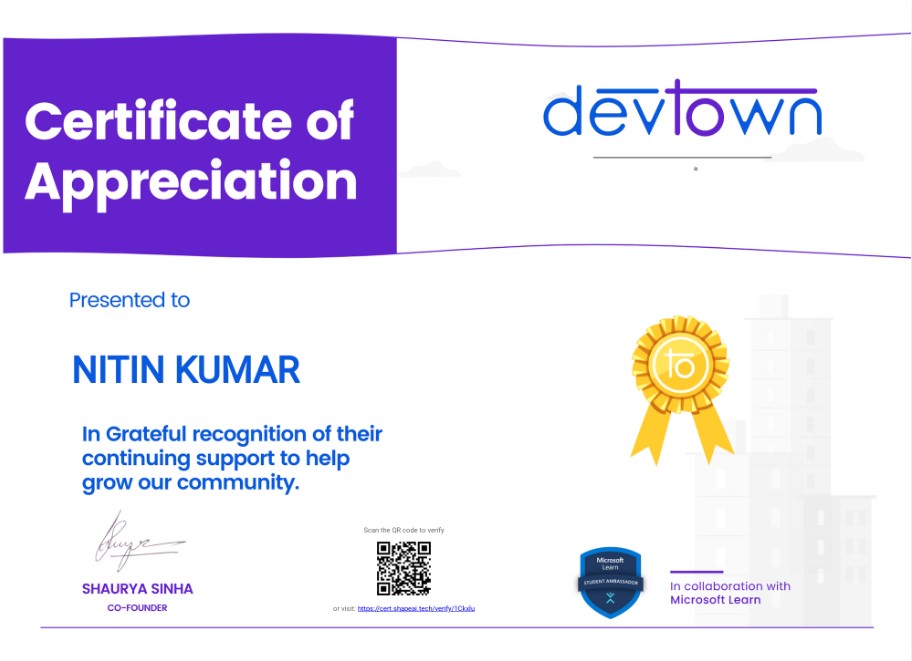 Certificate of
Appreciation
devtown
Presented to
NITIN KUMAR
In Grateful recognition of their
continuing support to help
grow our community.
to
SHAURYA SINHA
CO-FOUNDER
Scan the QR code to verify
or visit: https://cert.shapeai.tech/verify/1Ckxlu
Microsoft
Learn
STUDENT AMBASSADOR
In collaboration with
Microsoft Learn